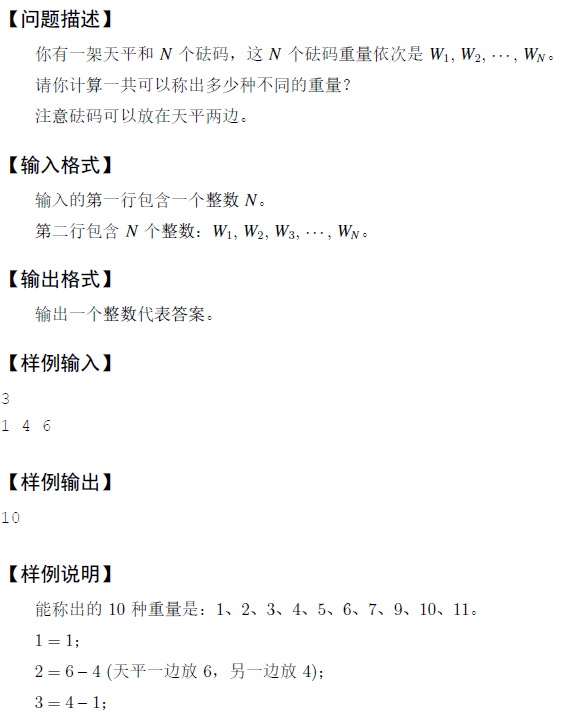 【问题描述】
你有一架天平和 N 个砝码，这 N 个砝码重量依次是 W₁, W₂, ⋯, W_N。
请你计算一共可以称出多少种不同的重量？
注意砝码可以放在天平两边。
【输入格式】
输入的第一行包含一个整数 N。
第二行包含 N 个整数：W₁, W₂, W₃, ⋯, W_N。
【输出格式】
输出一个整数代表答案。
【样例输入】
3
1 4 6
【样例输出】
10
【样例说明】
能称出的 10 种重量是：1、2、3、4、5、6、7、9、10、11。
1 = 1；
2 = 6 − 4 (天平一边放 6，另一边放 4)；
3 = 4 − 1；